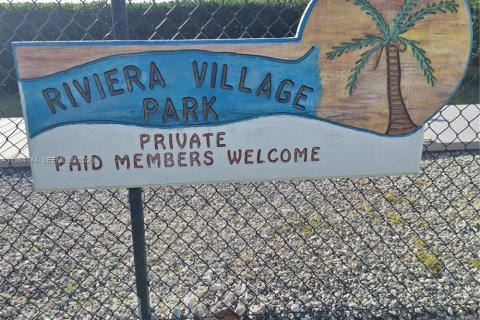 RIVIERA VILLAGE
PARK
PRIVATE
PAID MEMBERS WELCOME